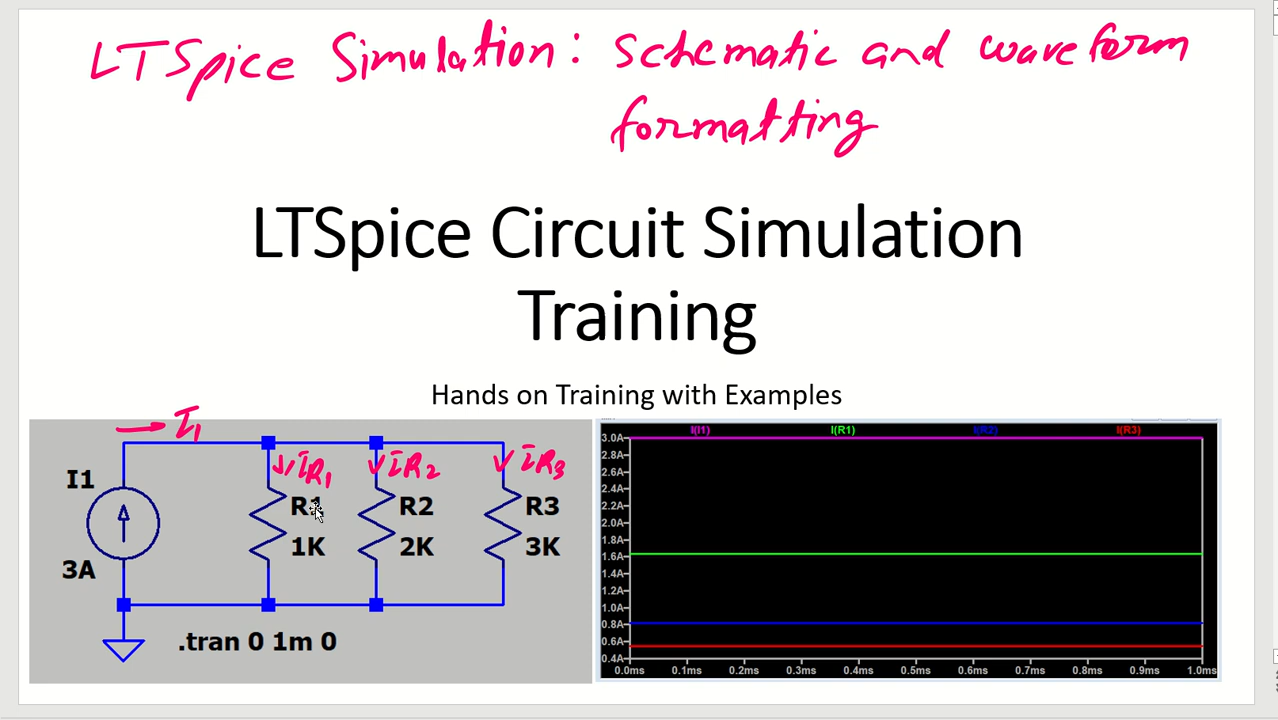 LTSpice Simulation: Schematic and waveform
formatting
LTSpice Circuit Simulation
Training
Hands on Training with Examples
I1
I1
3A
IR1
R1
1K
IR2
R2
2K
IR3
R3
3K
.tran 0 1m 0
I(I1) I(R1) I(R2) I(R3)
3.0A
2.8A
2.6A
2.4A
2.2A
2.0A
1.8A
1.6A
1.4A
1.2A
1.0A
0.8A
0.6A
0.4A
0.0ms 0.1ms 0.2ms 0.3ms 0.4ms 0.5ms 0.6ms 0.7ms 0.8ms 0.9ms 1.0ms